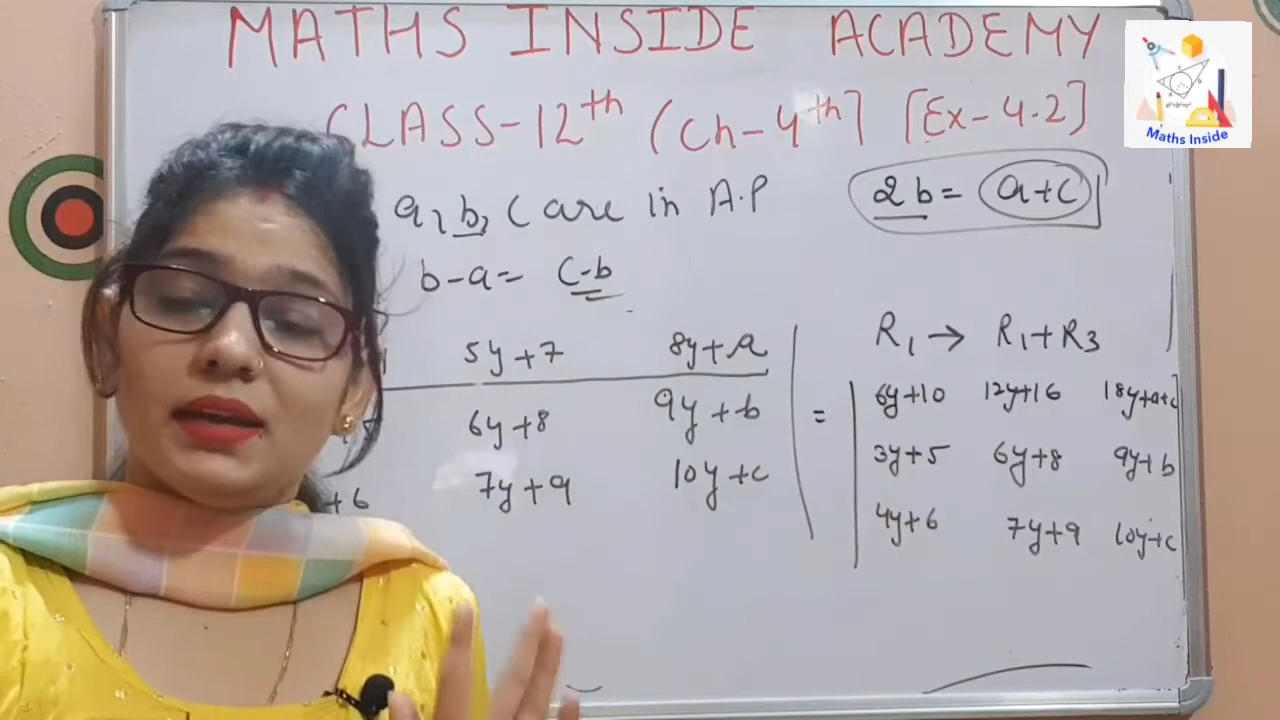 MATHS INSIDE ACADEMY
CLASS-12th (Ch-4th] [Ex-4.2]
Maths Inside
a, b, c are in A.P
2b = a+c
b-a = c-b
5y+7 8y+a
R1 → R1+R3
6y+8 9y+b
=
6y+10 12y+16 18y+a+c
+6 7y+9 10y+c
3y+5 6y+8 9y+b
4y+6 7y+9 10y+c